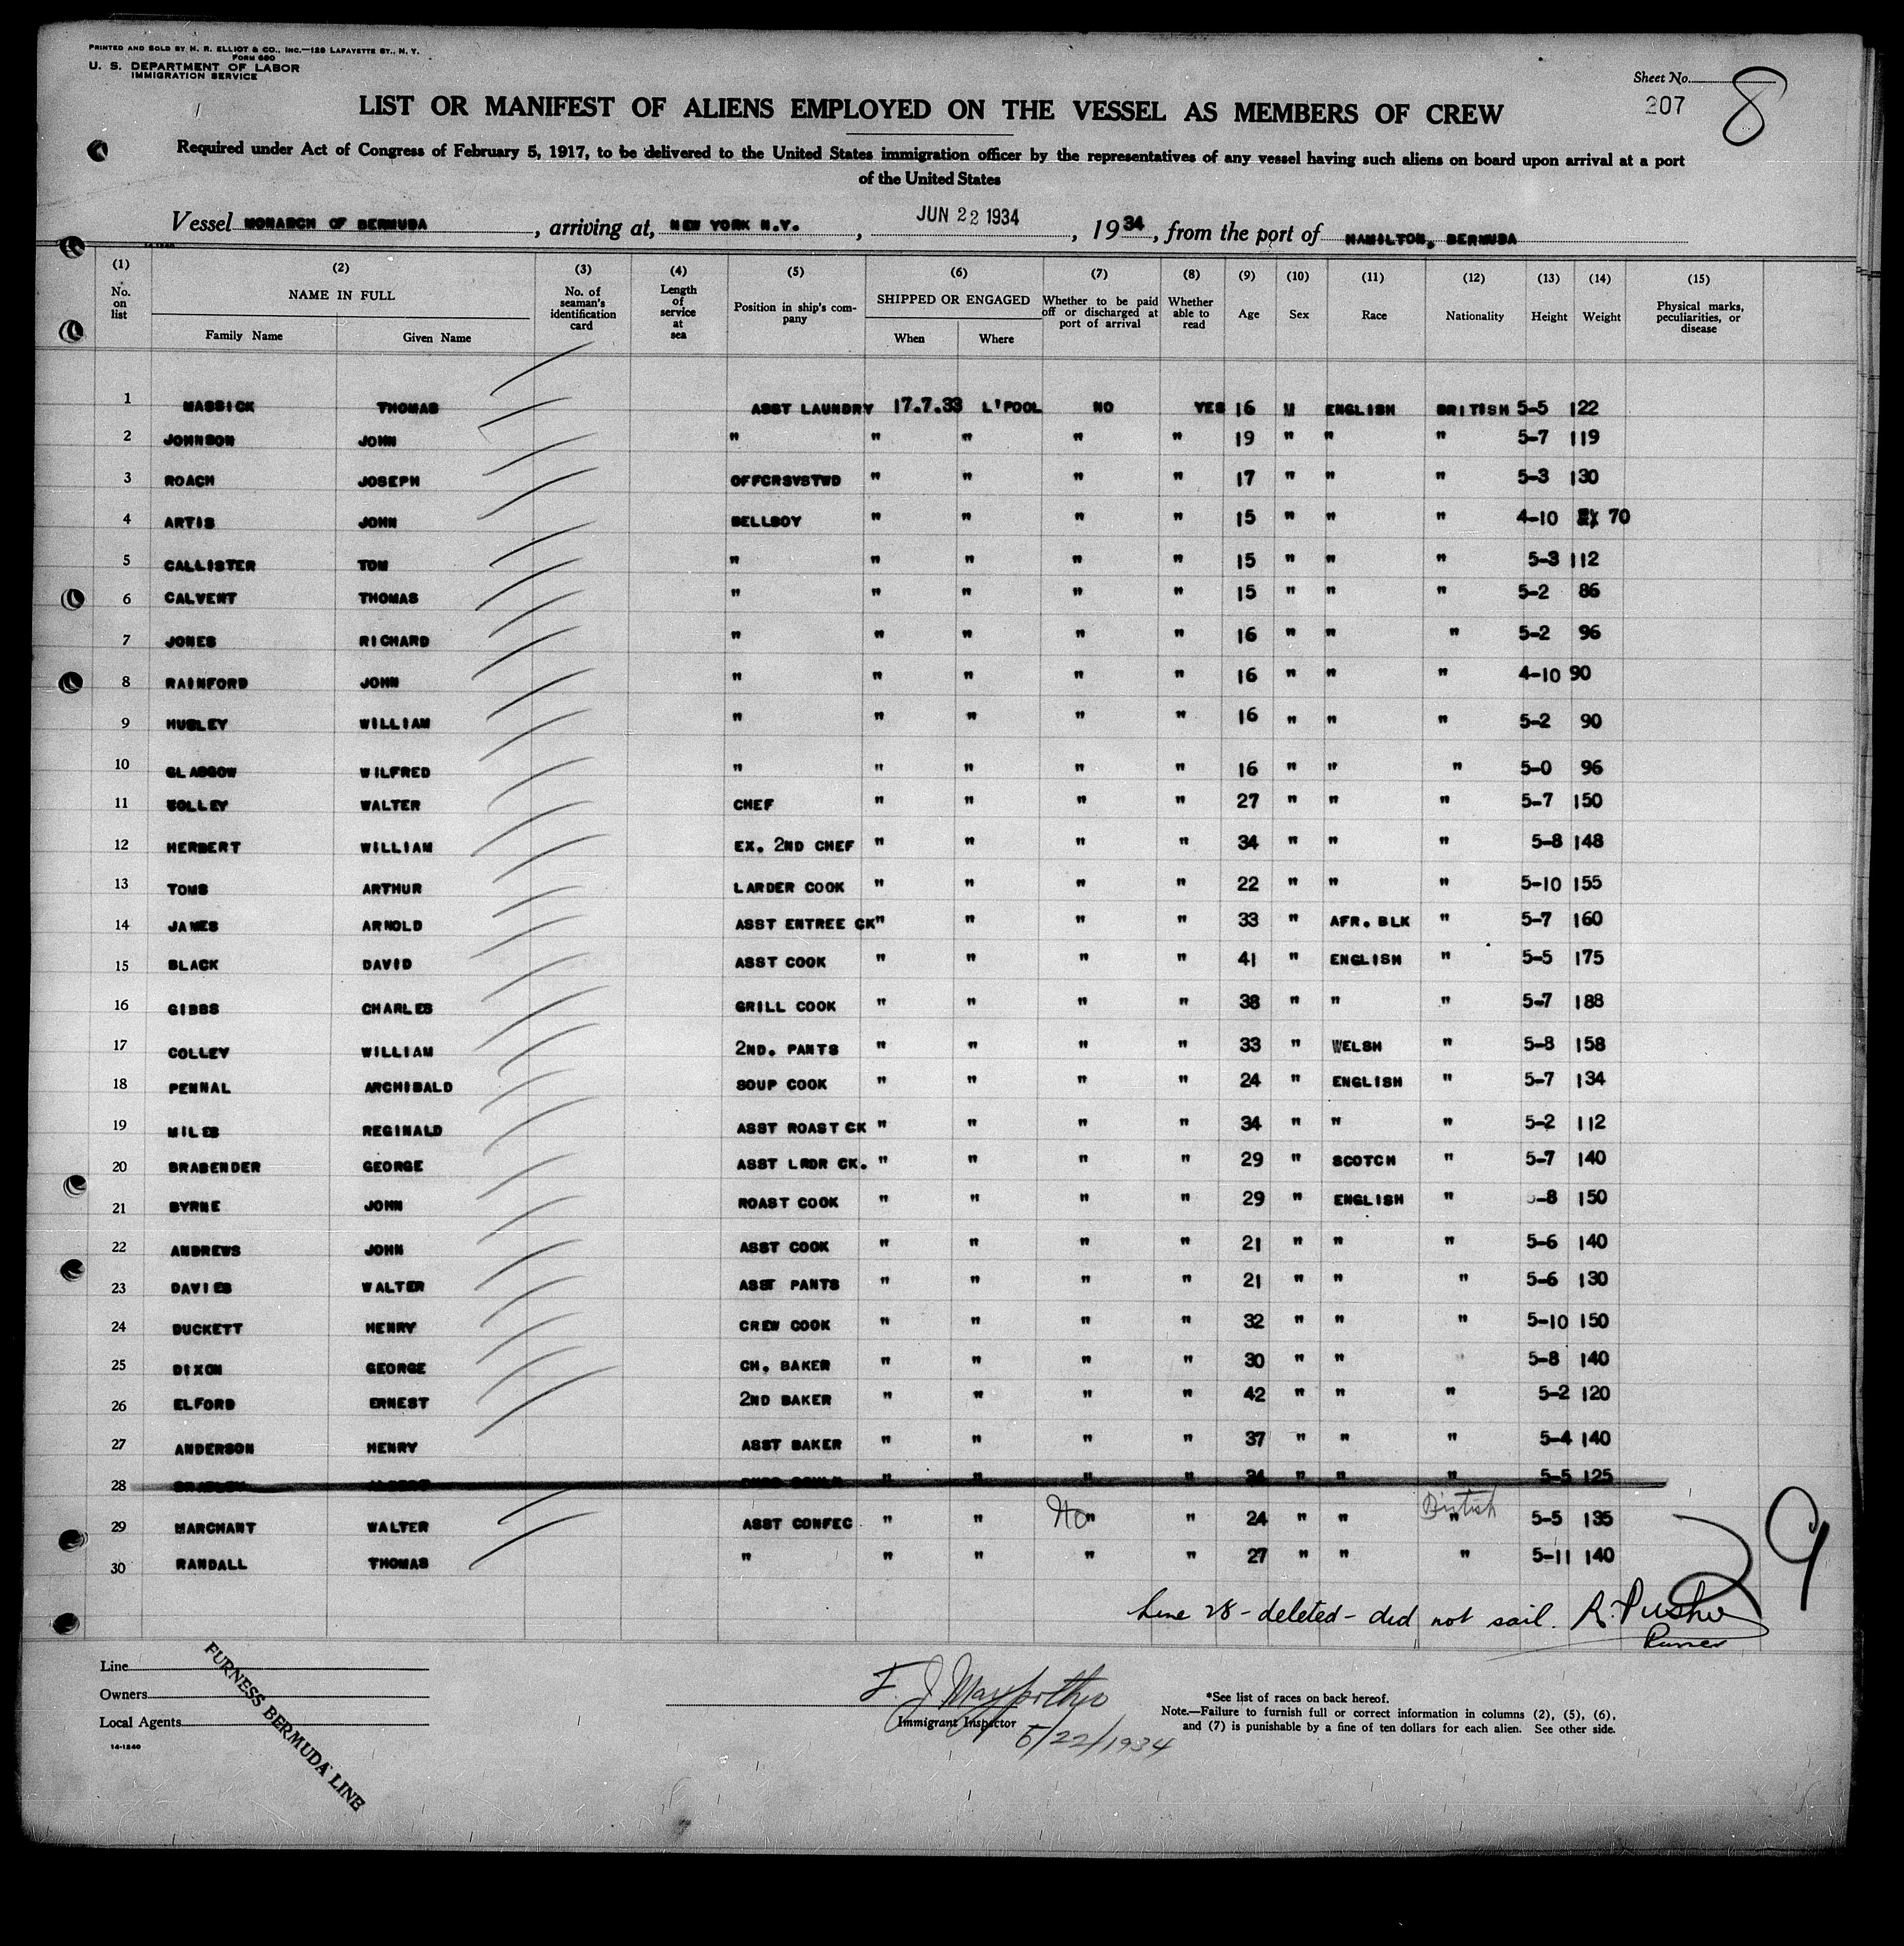 PRINTED AND SOLD BY H. R. ELLIOT & CO., INC.—129 LAFAYETTE ST., N. Y.
FORM 680
U. S. DEPARTMENT OF LABOR
IMMIGRATION SERVICE
Sheet No.
207 8
LIST OR MANIFEST OF ALIENS EMPLOYED ON THE VESSEL AS MEMBERS OF CREW
Required under Act of Congress of February 5, 1917, to be delivered to the United States immigration officer by the representatives of any vessel having such aliens on board upon arrival at a port
of the United States
Vessel MONARCH OF BERMUDA, arriving at, NEW YORK N.Y., JUN 22 1934, 1934, from the port of HAMILTON, BERMUDA
(1) (2) (3) (4) (5) (6) (7) (8) (9) (10) (11) (12) (13) (14) (15)
No. on list NAME IN FULL Family Name Given Name No. of seaman's identification card Length of service at sea Position in ship's company SHIPPED OR ENGAGED When Where Whether to be paid off or discharged at port of arrival Whether able to read Age Sex Race Nationality Height Weight Physical marks, peculiarities, or disease
1 MASSICK THOMAS ASST LAUNDRY 17.7.33 L'POOL NO YES 16 M ENGLISH BRITISH 5-5 122
2 JOHNSON JOHN " " " " " 19 " " " 5-7 119
3 ROACH JOSEPH OFFCRSVSTWD " " " " 17 " " " 5-3 130
4 ARTIS JOHN BELLBOY " " " " 15 " " " 4-10 70
5 CALLISTER TOM " " " " " 15 " " " 5-3 112
6 CALVENT THOMAS " " " " " 15 " " " 5-2 86
7 JONES RICHARD " " " " " 16 " " " 5-2 96
8 RAINFORD JOHN " " " " " 16 " " " 4-10 90
9 HUGLEY WILLIAM " " " " " 16 " " " 5-2 90
10 GLASGOW WILFRED " " " " " 16 " " " 5-0 96
11 WALTER CHEF " " " " 27 " " " 5-7 150
12 HERBERT WILLIAM EX. 2ND CHEF " " " " 34 " " " 5-8 148
13 TOMS ARTHUR LARDER COOK " " " " 22 " " " 5-10 155
14 JAMES ARNOLD ASST ENTREE CK " " " " 33 " AFR. BLK " 5-7 160
15 BLACK DAVID ASST COOK " " " " 41 " ENGLISH " 5-5 175
16 GIBBS CHARLES GRILL COOK " " " " 38 " " " 5-7 188
17 COLLEY WILLIAM 2ND. PANTS " " " " 33 " WELSH " 5-8 158
18 PENNAL ARCHIBALD SOUP COOK " " " " 24 " ENGLISH " 5-7 134
19 MILES REGINALD ASST ROAST CK " " " " 34 " " " 5-2 112
20 BRABENDER GEORGE ASST LRDR CK. " " " " 29 " SCOTCH " 5-7 140
21 BYRNE JOHN ROAST COOK " " " " 29 " ENGLISH " -8 150
22 ANDREWS JOHN ASST COOK " " " " 21 " " " 5-6 140
23 DAVIES WALTER ASST PANTS " " " " 21 " " " 5-6 130
24 DUCKETT HENRY CREW COOK " " " " 32 " " " 5-10 150
25 DIXON GEORGE CH. BAKER " " " " 30 " " 5-8 140
26 ELFORD ERNEST 2ND BAKER " " " " 42 " " " 5-2 120
27 ANDERSON HENRY ASST BAKER " " " " 37 " " " 5-4 140
28 BRADLEY ALBERT " " " " " " " 5-5 125
29 MARCHANT WALTER ASST CONFEC " " No " " 24 " " British " 5-5 135
30 RANDALL THOMAS " " " " " 27 " " " 5-11 140
9
Line 28 - deleted - did not sail.
Purser
Line
Owners
Local Agents
14-1240
FURNESS BERMUDA LINE
F. J.
Immigrant Inspector
6/22/1934
*See list of races on back hereof.
Note.—Failure to furnish full or correct information in columns (2), (5), (6),
and (7) is punishable by a fine of ten dollars for each alien. See other side.